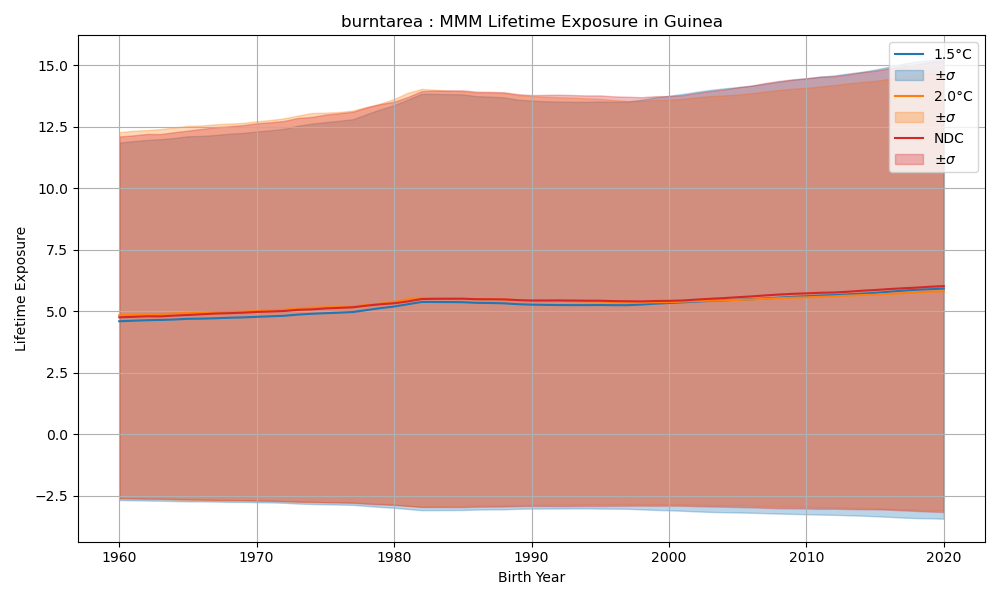 burntarea : MMM Lifetime Exposure in Guinea
1.5°C
±σ
2.0°C
±σ
NDC
±σ
Lifetime Exposure
15.0
12.5
10.0
7.5
5.0
2.5
0.0
−2.5
1960 1970 1980 1990 2000 2010 2020
Birth Year